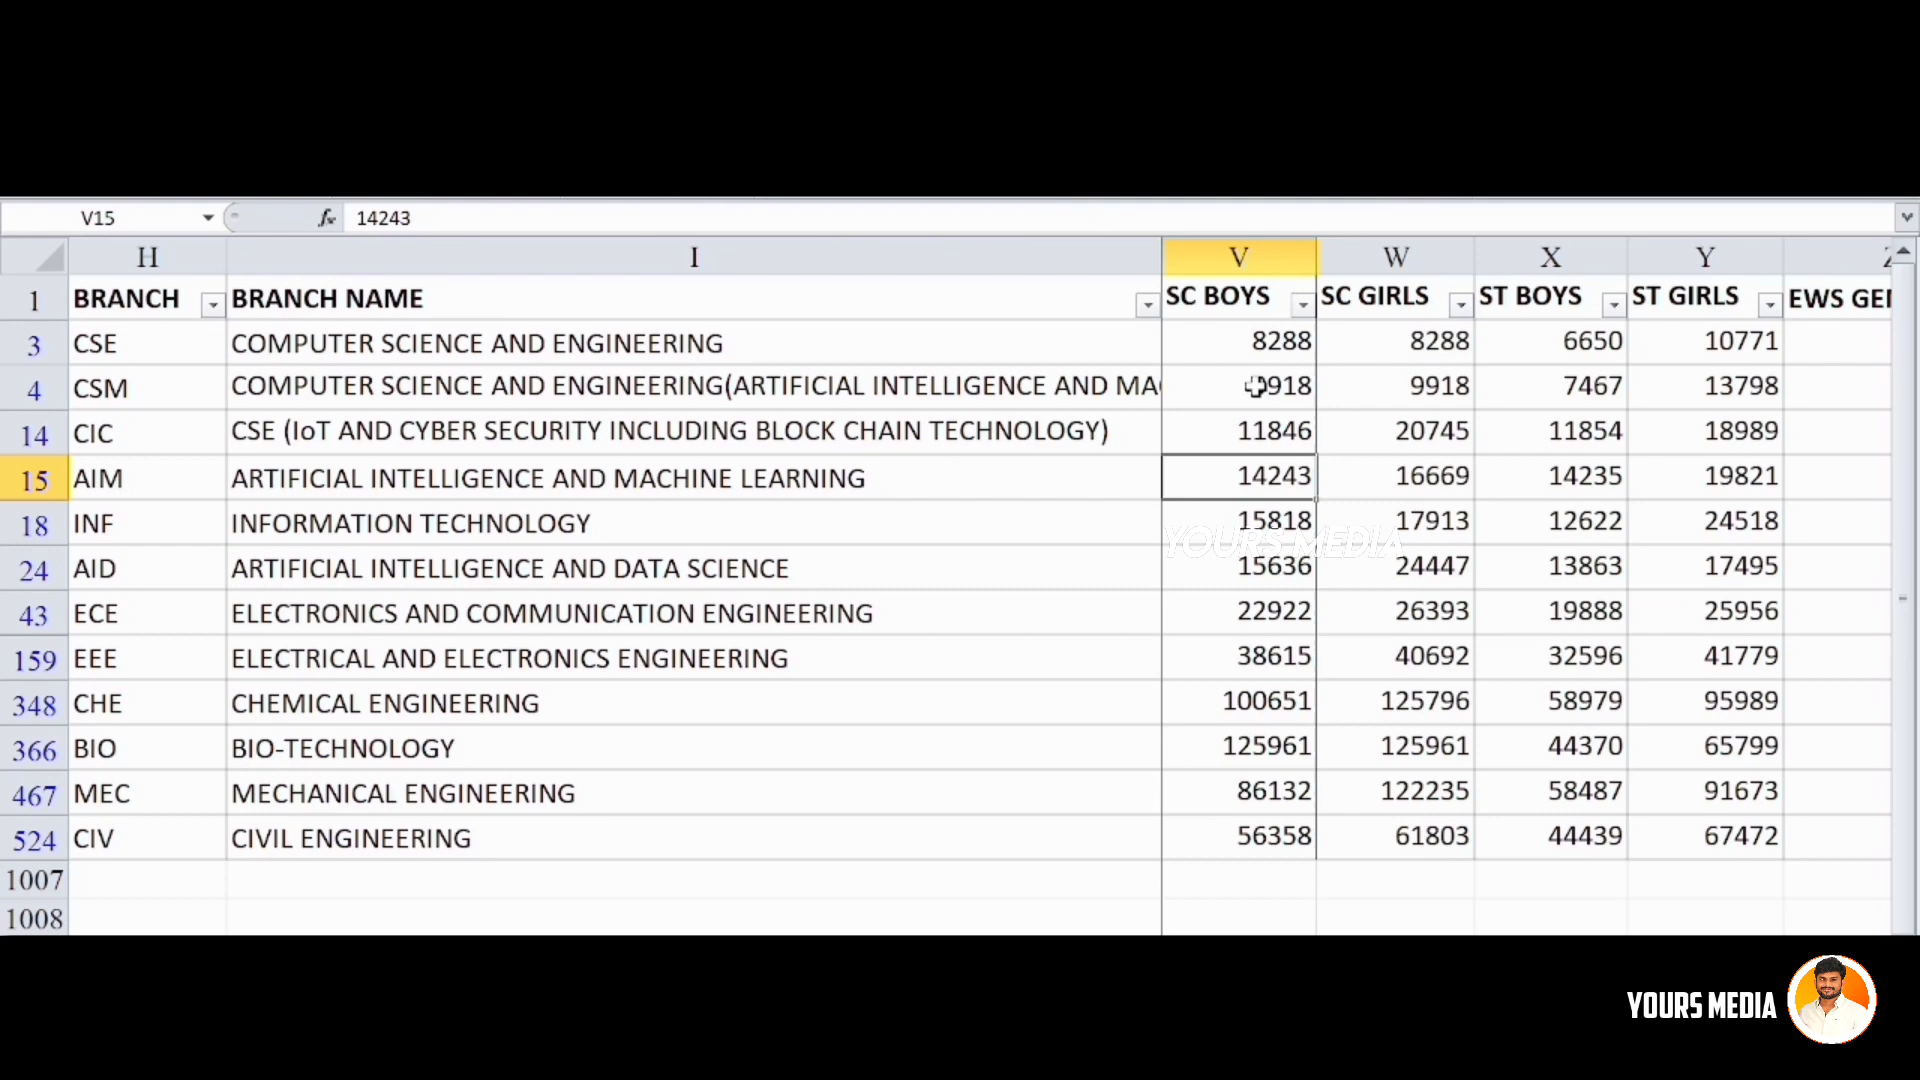 V15 fx 14243
H I V W X Y
1 BRANCH BRANCH NAME SC BOYS SC GIRLS ST BOYS ST GIRLS EWS GEN
3 CSE COMPUTER SCIENCE AND ENGINEERING 8288 8288 6650 10771
4 CSM COMPUTER SCIENCE AND ENGINEERING(ARTIFICIAL INTELLIGENCE AND MAC 9918 9918 7467 13798
14 CIC CSE (IoT AND CYBER SECURITY INCLUDING BLOCK CHAIN TECHNOLOGY) 11846 20745 11854 18989
15 AIM ARTIFICIAL INTELLIGENCE AND MACHINE LEARNING 14243 16669 14235 19821
18 INF INFORMATION TECHNOLOGY 15818 17913 12622 24518
YOURS MEDIA
24 AID ARTIFICIAL INTELLIGENCE AND DATA SCIENCE 15636 24447 13863 17495
43 ECE ELECTRONICS AND COMMUNICATION ENGINEERING 22922 26393 19888 25956
159 EEE ELECTRICAL AND ELECTRONICS ENGINEERING 38615 40692 32596 41779
348 CHE CHEMICAL ENGINEERING 100651 125796 58979 95989
366 BIO BIO-TECHNOLOGY 125961 125961 44370 65799
467 MEC MECHANICAL ENGINEERING 86132 122235 58487 91673
524 CIV CIVIL ENGINEERING 56358 61803 44439 67472
1007
1008
YOURS MEDIA